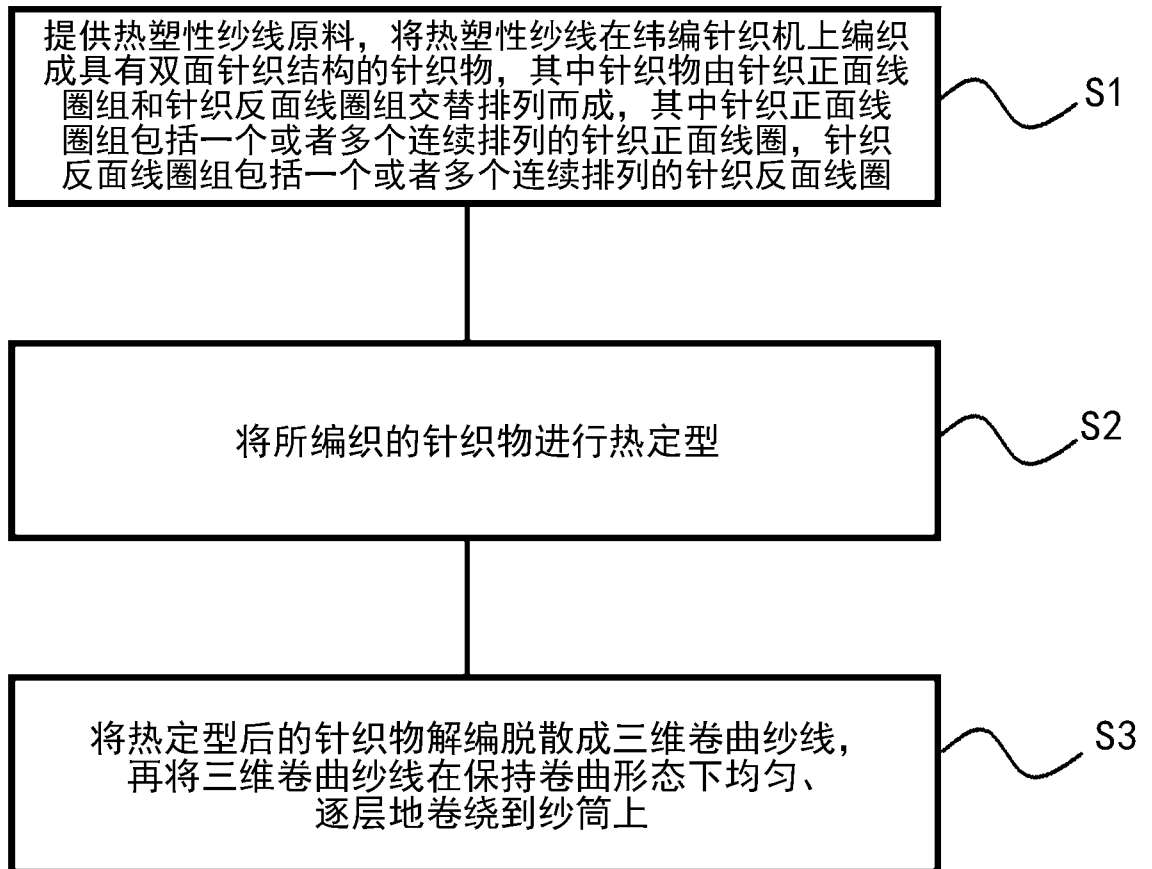 提供热塑性纱线原料，将热塑性纱线在纬编针织机上编织
成具有双面针织结构的针织物，其中针织物由针织正面线
圈组和针织反面线圈组交替排列而成，其中针织正面线
圈组包括一个或者多个连续排列的针织正面线圈，针织
反面线圈组包括一个或者多个连续排列的针织反面线圈
S1
将所编织的针织物进行热定型
S2
将热定型后的针织物解编脱散成三维卷曲纱线，
再将三维卷曲纱线在保持卷曲形态下均匀、
逐层地卷绕到纱筒上
S3